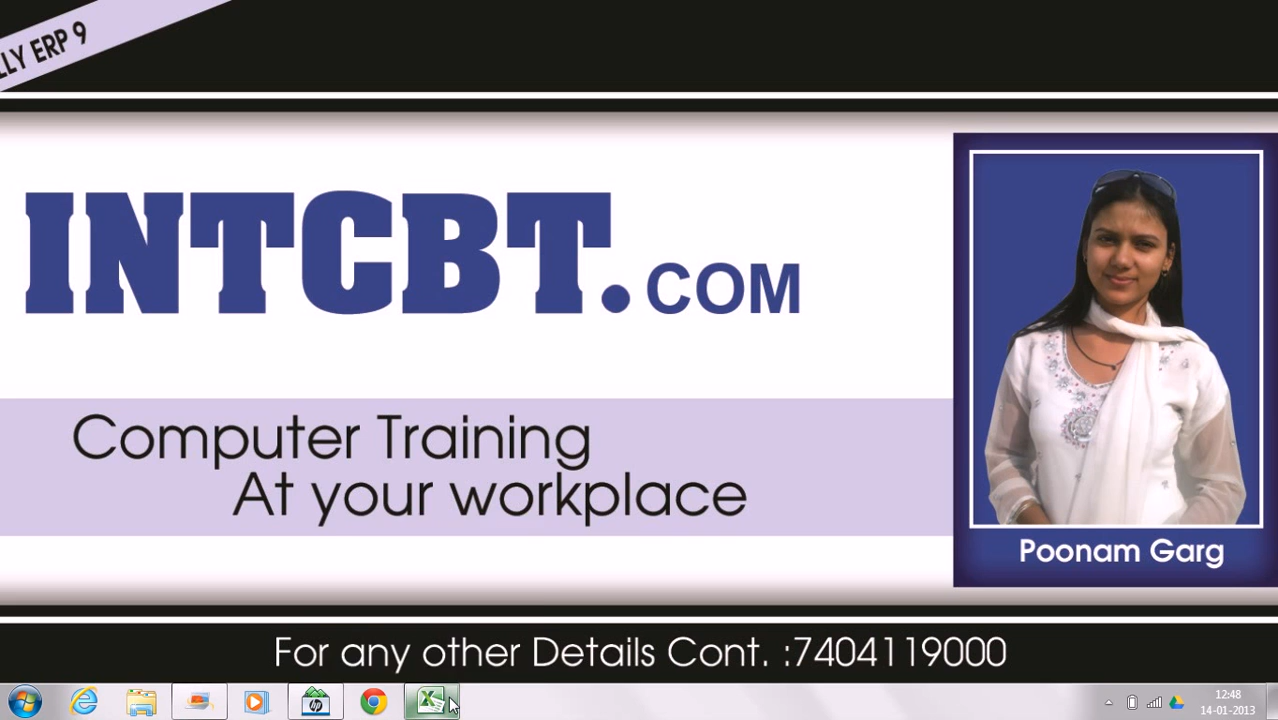 LLY ERP 9
INTCBT.COM
Computer Training
At your workplace
Poonam Garg
For any other Details Cont. :7404119000
12:48
14-01-2013